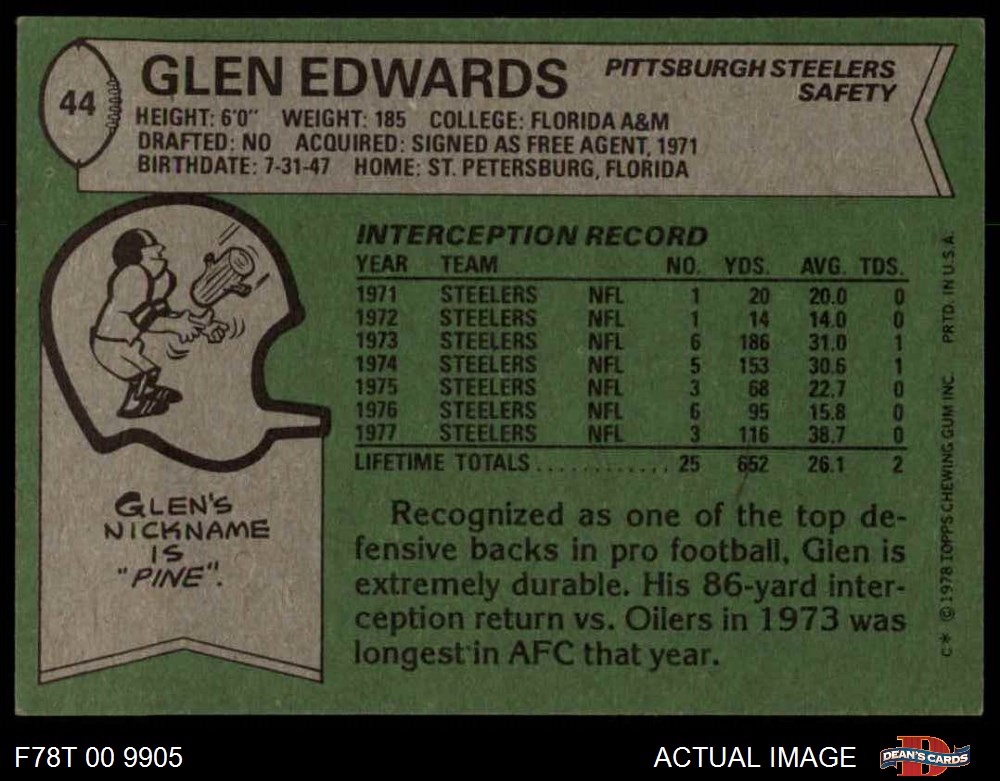 44
GLEN EDWARDS
PITTSBURGH STEELERS
SAFETY
HEIGHT: 6'0" WEIGHT: 185 COLLEGE: FLORIDA A&M
DRAFTED: NO ACQUIRED: SIGNED AS FREE AGENT, 1971
BIRTHDATE: 7-31-47 HOME: ST. PETERSBURG, FLORIDA
INTERCEPTION RECORD
YEAR TEAM NO. YDS. AVG. TDS.
1971 STEELERS NFL 1 20 20.0 0
1972 STEELERS NFL 1 14 14.0 0
1973 STEELERS NFL 6 186 31.0 1
1974 STEELERS NFL 5 153 30.6 1
1975 STEELERS NFL 3 68 22.7 0
1976 STEELERS NFL 6 95 15.8 0
1977 STEELERS NFL 3 116 38.7 0
LIFETIME TOTALS............ 25 652 26.1 2
GLEN'S
NICKNAME
IS
"PINE".
Recognized as one of the top de-
fensive backs in pro football, Glen is
extremely durable. His 86-yard inter-
ception return vs. Oilers in 1973 was
longest in AFC that year.
C* © 1978 TOPPS CHEWING GUM INC. PRTD. IN U.S.A.
F78T 00 9905
ACTUAL IMAGE
DEAN'S CARDS